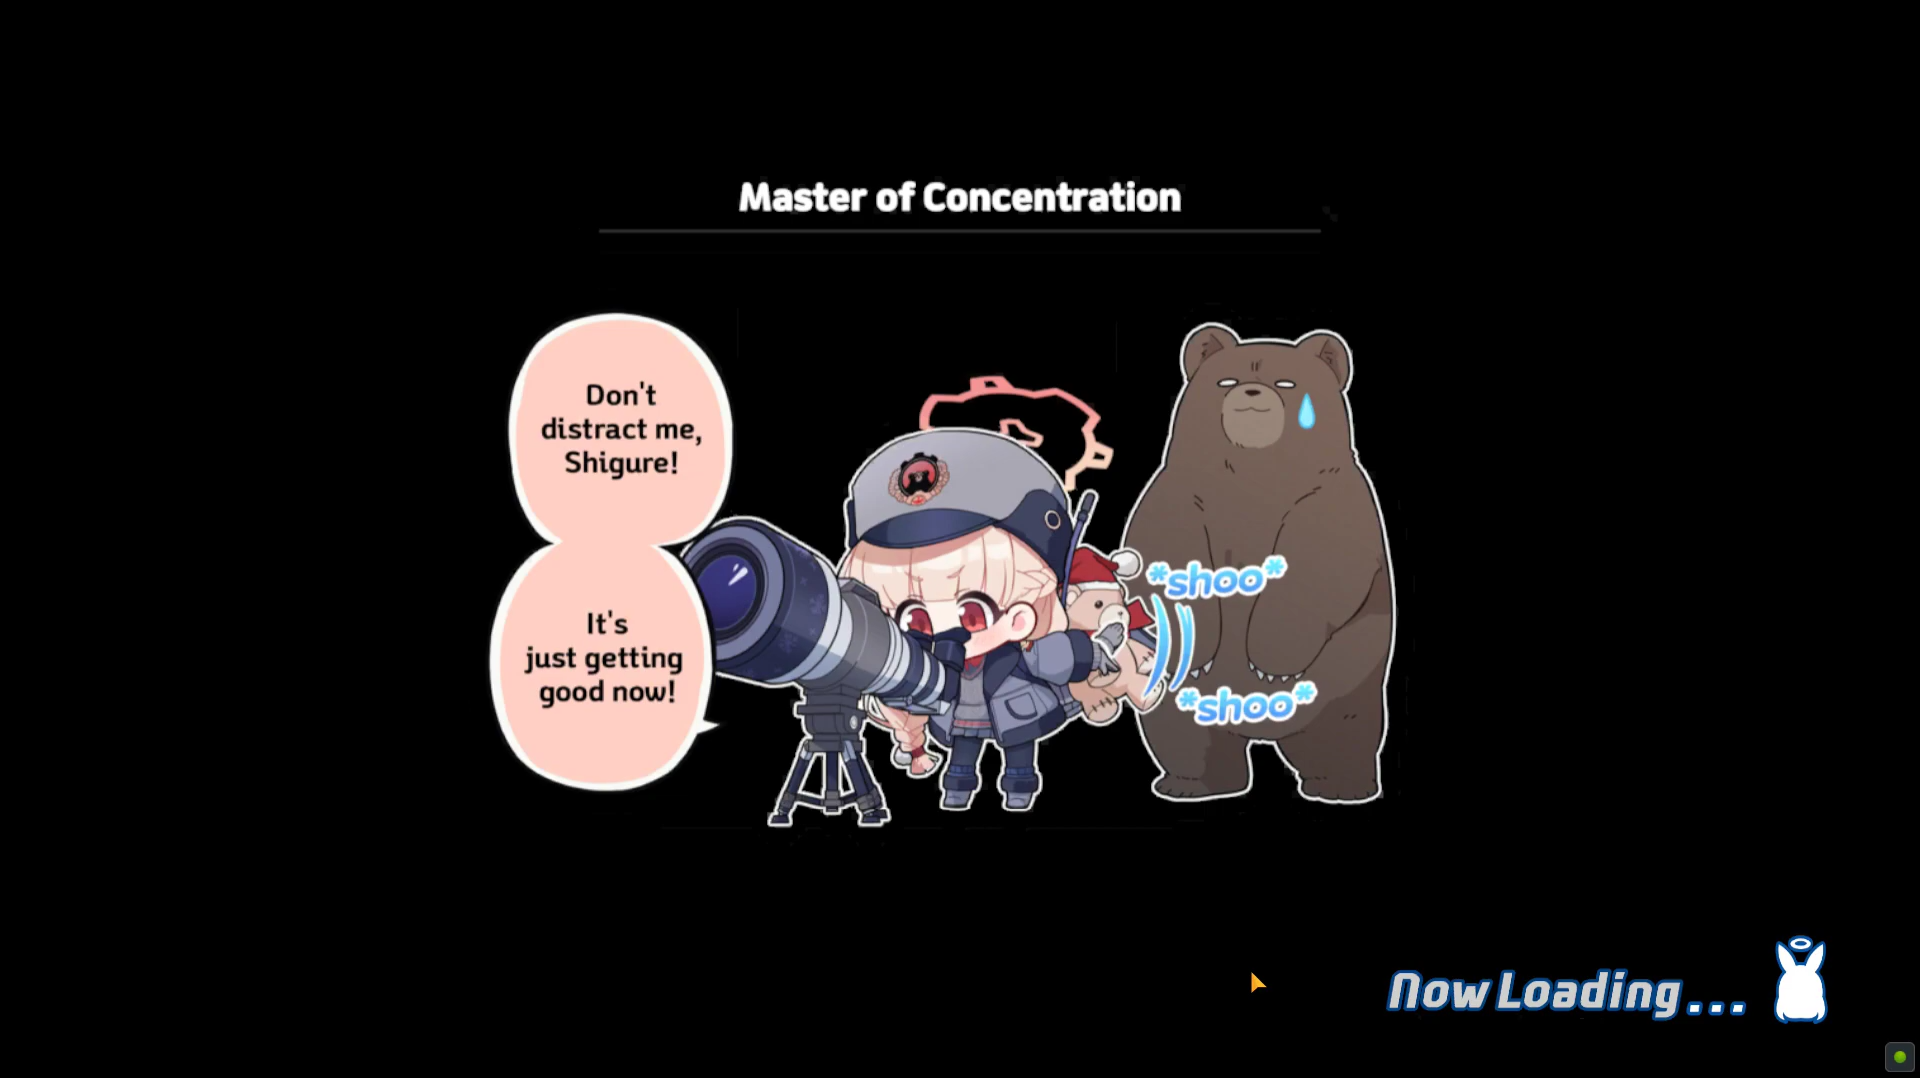 Master of Concentration
Don't
distract me,
Shigure!
It's
just getting
good now!
*shoo*
*shoo*
Now Loading...